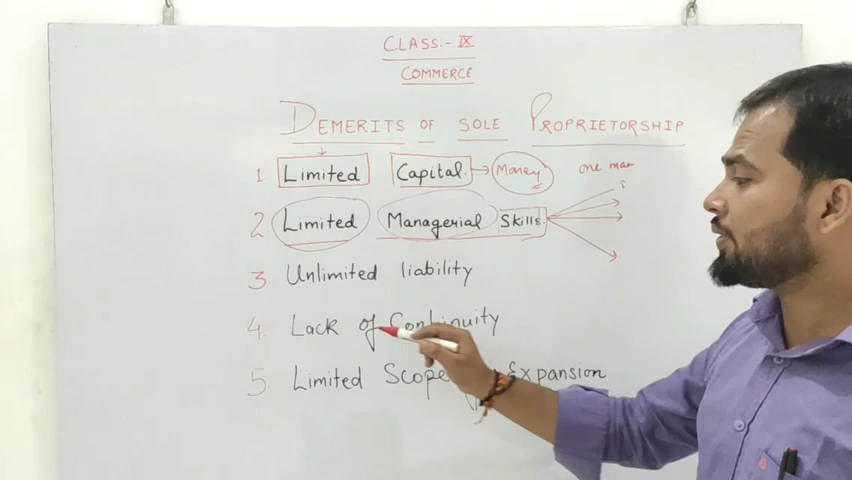 CLASS:- IX
COMMERCE
DEMERITS OF SOLE PROPRIETORSHIP
1 Limited Capital. → Money one man
2. Limited Managerial Skills.
3 Unlimited liability
4. Lack of Continuity
5. Limited Scope Expansion